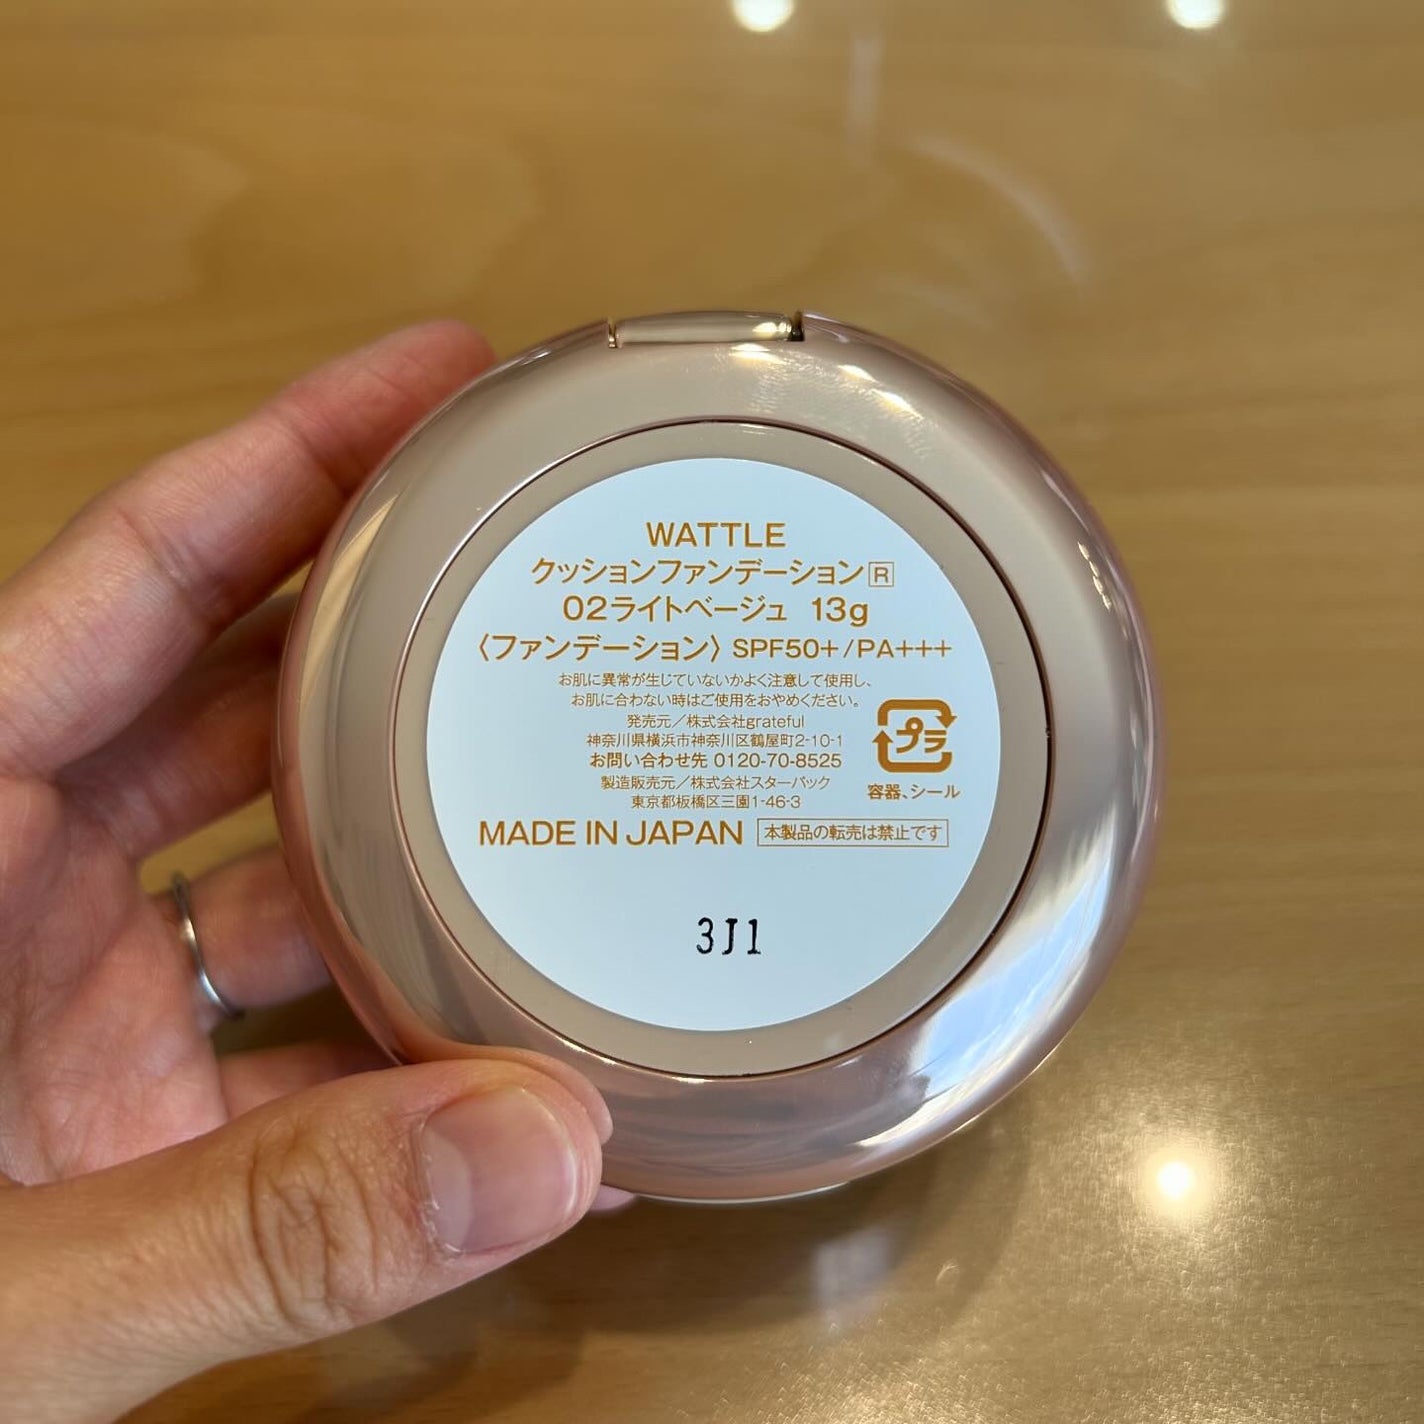 WATTLE
クッションファンデーションR
02ライトベージュ 13g
〈ファンデーション〉SPF50+/PA+++
お肌に異常が生じていないかよく注意して使用し、
お肌に合わない時はご使用をおやめください。
発売元／株式会社grateful
神奈川県横浜市神奈川区鶴屋町2-10-1
お問い合わせ先 0120-70-8525
製造販売元／株式会社スターバック
東京都板橋区三園1-46-3
プラ
容器、シール
MADE IN JAPAN 本製品の転売は禁止です
3J1